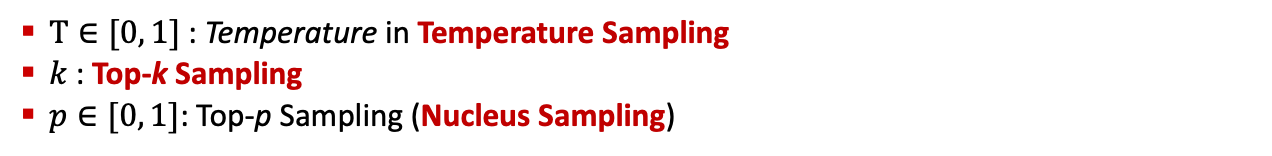 ▪ T ∈ [0, 1] : Temperature in Temperature Sampling
▪ k : Top-k Sampling
▪ p ∈ [0, 1]: Top-p Sampling (Nucleus Sampling)